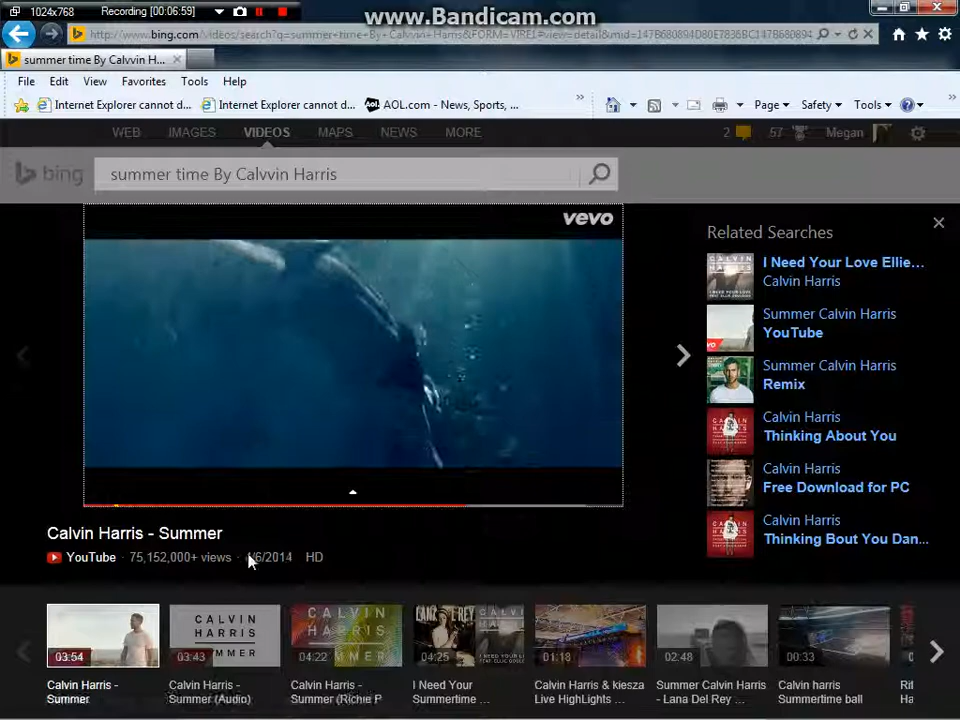 1024x768 Recording [00:06:59]
www.Bandicam.com
summer time By Calvvin H...
File Edit View Favorites Tools Help
Internet Explorer cannot d... Internet Explorer cannot d... AOL.com - News, Sports, ...
Page Safety Tools
WEB IMAGES VIDEOS MAPS NEWS MORE
2 57 Megan
bing
summer time By Calvvin Harris
vevo
Related Searches
I Need Your Love Ellie...
Calvin Harris
Summer Calvin Harris
YouTube
Summer Calvin Harris
Remix
Calvin Harris
Thinking About You
Calvin Harris
Free Download for PC
Calvin Harris
Thinking Bout You Dan...
Calvin Harris - Summer
YouTube · 75,152,000+ views · /6/2014 HD
03:54
03:43
04:22
04:25
01:18
02:48
00:33
CALVIN
HARRIS
Calvin Harris -
Summer
Calvin Harris -
Summer (Audio)
Calvin Harris -
Summer (Richie P
I Need Your
Summertime ...
Calvin Harris & kiesza
Live HighLights ...
Summer Calvin Harris
- Lana Del Rey ...
Calvin harris
Summertime ball